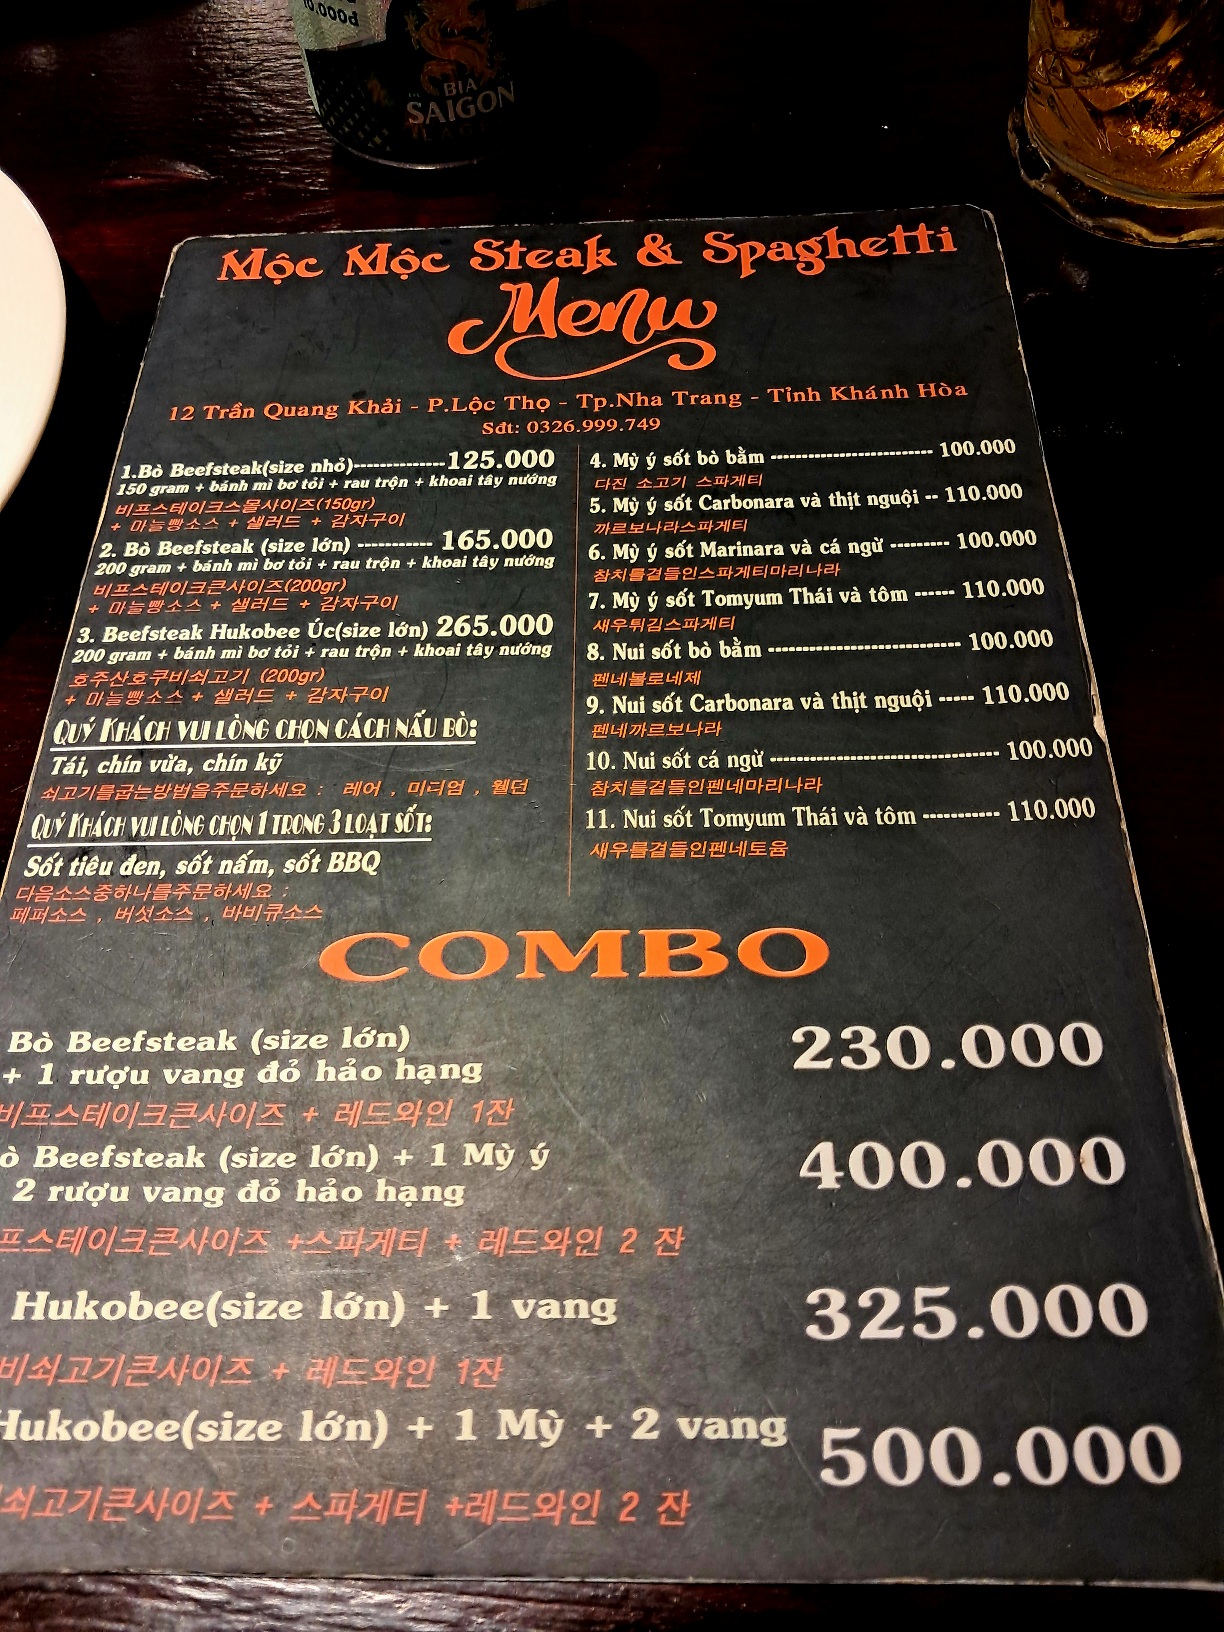 0.000đ
BIA
SAIGON
LAGER
Mộc Mộc Steak & Spaghetti
Menu
12 Trần Quang Khải - P.Lộc Thọ - Tp.Nha Trang - Tỉnh Khánh Hòa
Sđt: 0326.999.749
1.Bò Beefsteak(size nhỏ)---------------125.000
150 gram + bánh mì bơ tỏi + rau trộn + khoai tây nướng
비프스테이크스몰사이즈(150gr)
+ 마늘빵소스 + 샐러드 + 감자구이
2. Bò Beefsteak (size lớn) ----------- 165.000
200 gram + bánh mì bơ tỏi + rau trộn + khoai tây nướng
비프스테이크큰사이즈(200gr)
+ 마늘빵소스 + 샐러드 + 감자구이
3. Beefsteak Hukobee Úc(size lớn) 265.000
200 gram + bánh mì bơ tỏi + rau trộn + khoai tây nướng
호주산호쿠비쇠고기 (200gr)
+ 마늘빵소스 + 샐러드 + 감자구이
Quý Khách vui lòng chọn cách nấu bò:
Tái, chín vừa, chín kỹ
쇠고기를굽는방법을주문하세요 : 레어 , 미디엄 , 웰던
Quý Khách vui lòng chọn 1 trong 3 loạt sốt:
Sốt tiêu đen, sốt nấm, sốt BBQ
다음소스중하나를주문하세요 :
페퍼소스 , 버섯소스 , 바비큐소스
4. Mỳ ý sốt bò bằm -------------------------- 100.000
다진 소고기 스파게티
5. Mỳ ý sốt Carbonara và thịt nguội -- 110.000
까르보나라스파게티
6. Mỳ ý sốt Marinara và cá ngừ --------- 100.000
참치를곁들인스파게티마리나라
7. Mỳ ý sốt Tomyum Thái và tôm ------ 110.000
새우튀김스파게티
8. Nui sốt bò bằm ------------------------------ 100.000
펜네볼로네제
9. Nui sốt Carbonara và thịt nguội ----- 110.000
펜네까르보나라
10. Nui sốt cá ngừ ----------------------------------- 100.000
참치를곁들인펜네마리나라
11. Nui sốt Tomyum Thái và tôm ----------- 110.000
새우를곁들인펜네토윰
COMBO
Bò Beefsteak (size lớn) 230.000
+ 1 rượu vang đỏ hảo hạng
비프스테이크큰사이즈 + 레드와인 1잔
ò Beefsteak (size lớn) + 1 Mỳ ý 400.000
2 rượu vang đỏ hảo hạng
프스테이크큰사이즈 +스파게티 + 레드와인 2 잔
Hukobee(size lớn) + 1 vang 325.000
비쇠고기큰사이즈 + 레드와인 1잔
Hukobee(size lớn) + 1 Mỳ + 2 vang 500.000
쇠고기큰사이즈 + 스파게티 +레드와인 2 잔